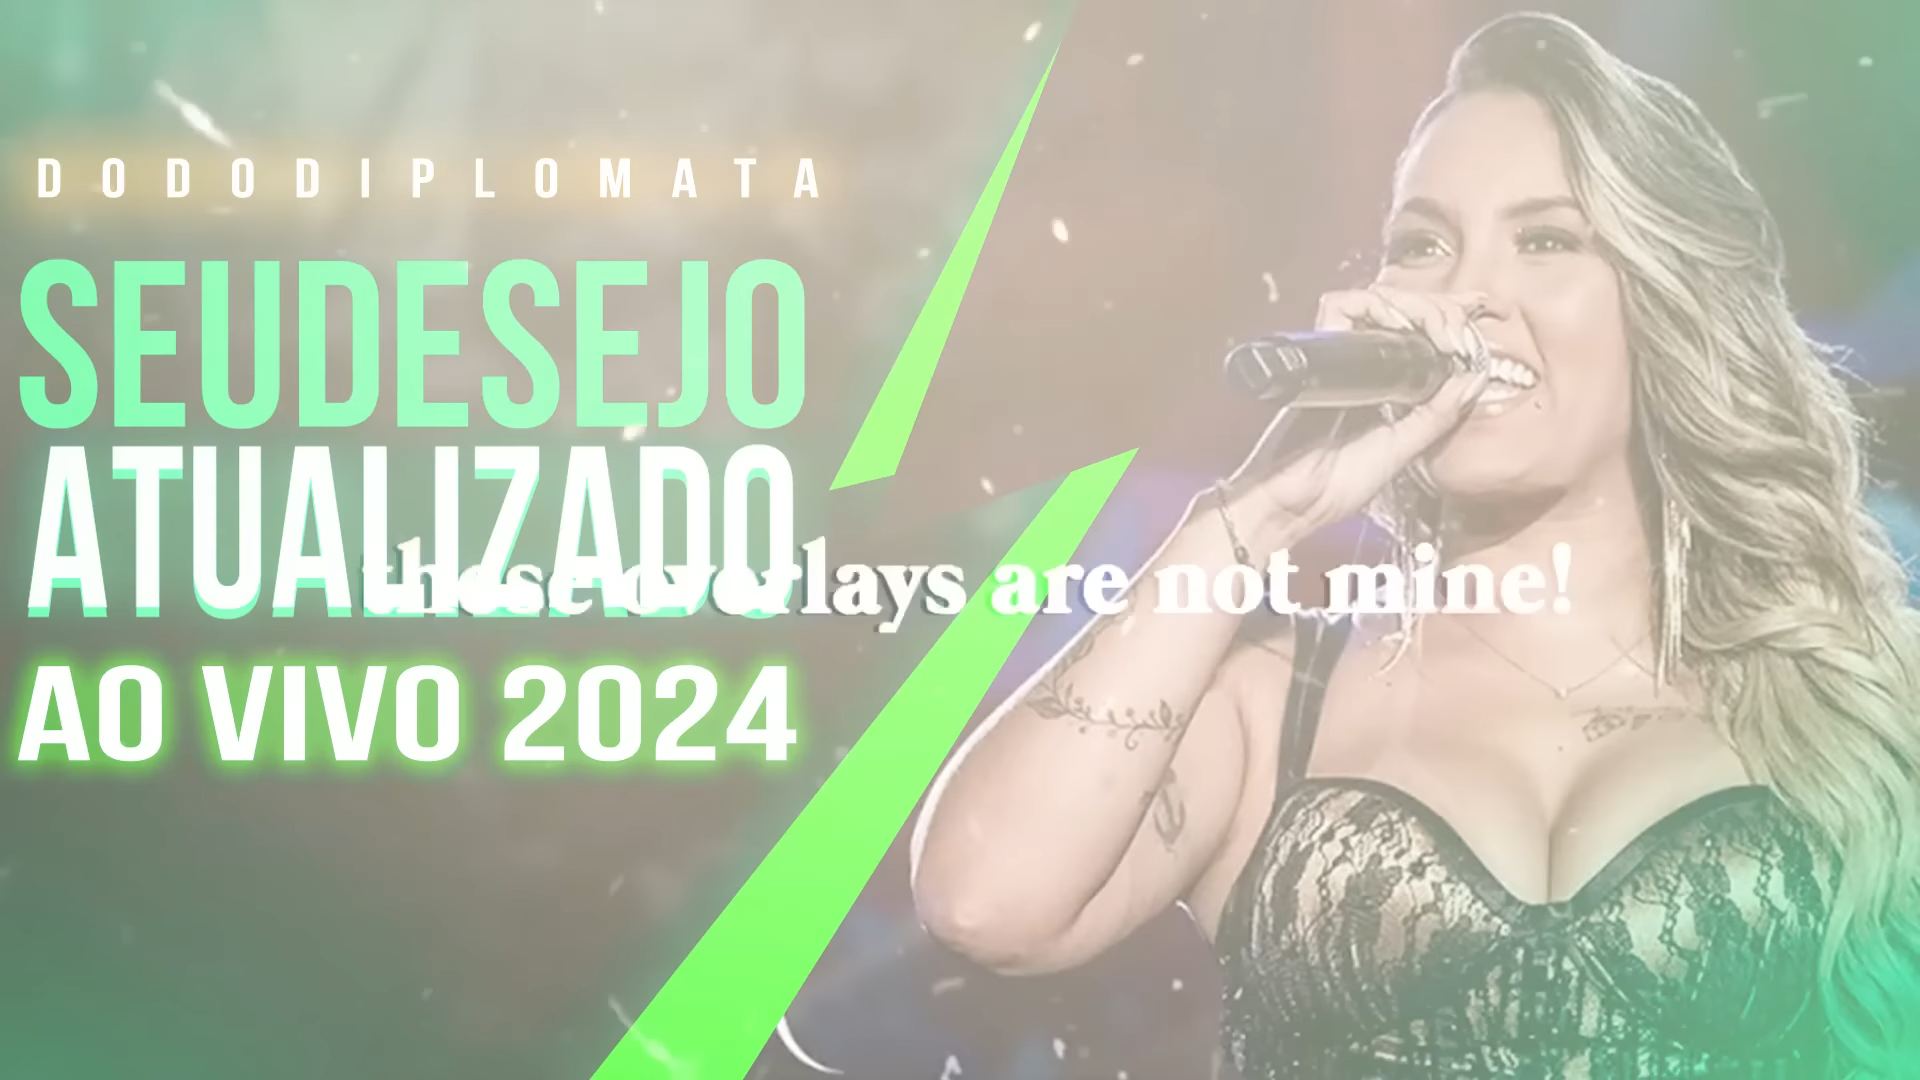 DODODIPLOMATA
SEUDESEJO
ATUALIZADO
these overlays are not mine!
AO VIVO 2024